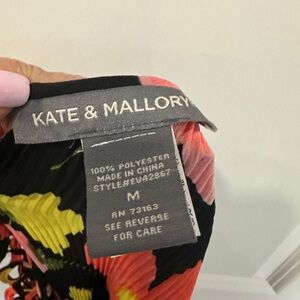 KATE & MALLORY
100% POLYESTER
MADE IN CHINA
STYLE#EV42867
M
RN 73163
SEE REVERSE
FOR CARE